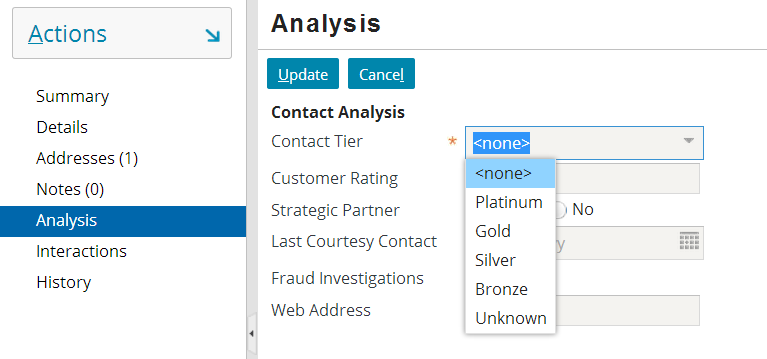 Actions
Summary
Details
Addresses (1)
Notes (0)
Analysis
Interactions
History
Analysis
Update Cancel
Contact Analysis
Contact Tier * <none>
<none>
Customer Rating
Platinum
Strategic Partner No
Gold
Last Courtesy Contact y
Silver
Fraud Investigations
Bronze
Web Address
Unknown